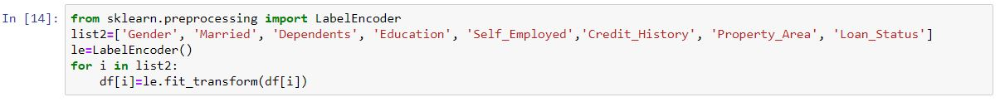 In [14]: from sklearn.preprocessing import LabelEncoder
list2=['Gender', 'Married', 'Dependents', 'Education', 'Self_Employed','Credit_History', 'Property_Area', 'Loan_Status']
le=LabelEncoder()
for i in list2:
    df[i]=le.fit_transform(df[i])